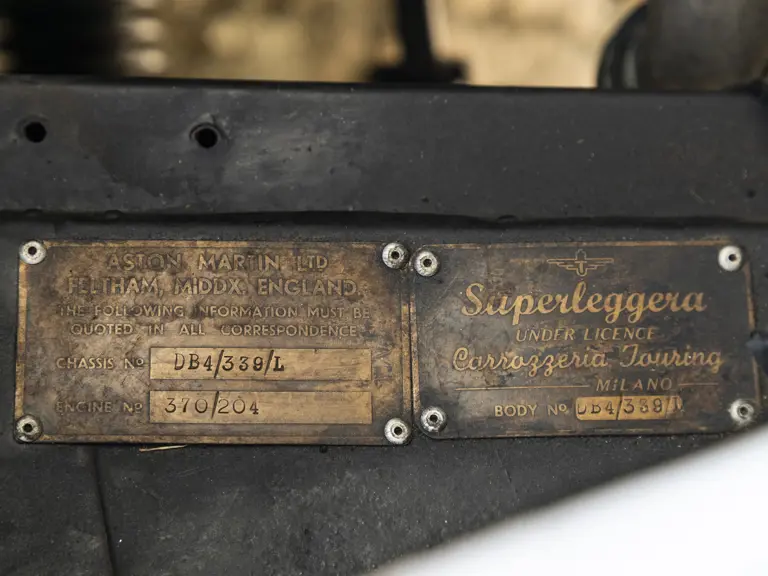 ASTON MARTIN LTD
FELTHAM, MIDDX, ENGLAND.
THE FOLLOWING INFORMATION MUST BE
QUOTED IN ALL CORRESPONDENCE
CHASSIS No DB4/339/L
ENGINE No 370/204
Superleggera
UNDER LICENCE
Carrozzeria Touring
MILANO
BODY No. DB4/339/L